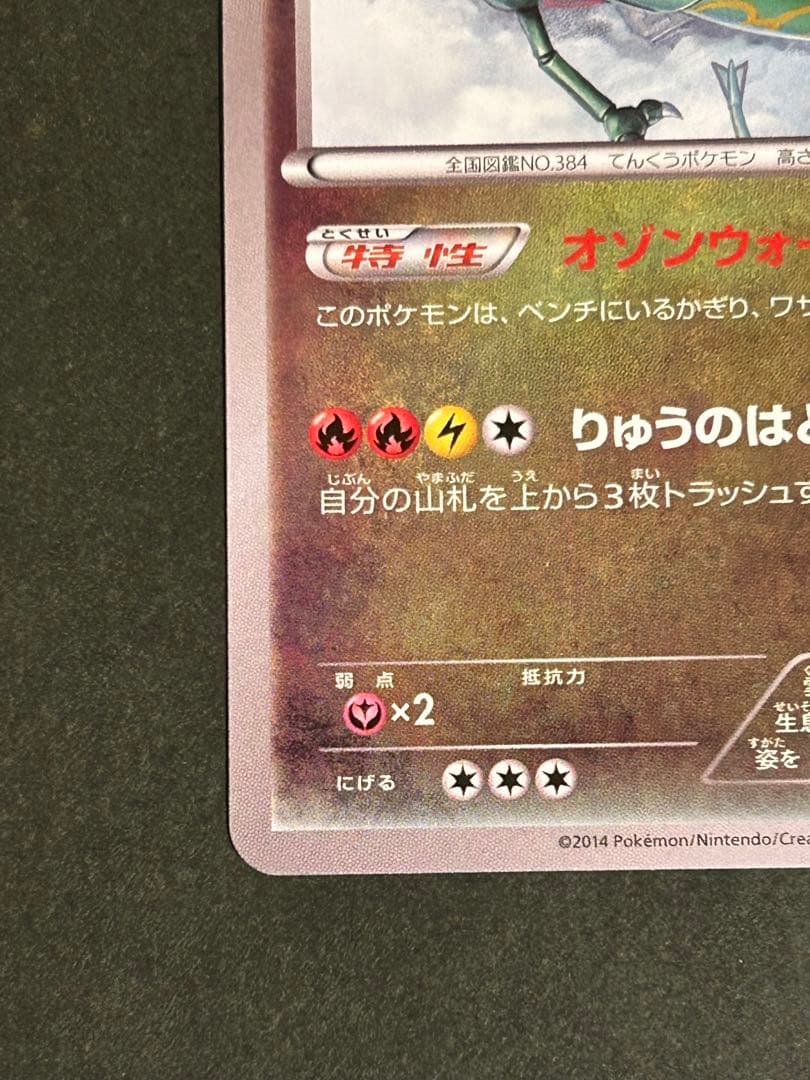 全国図鑑NO.384 てんくうポケモン 高さ
とくせい
特性 オゾンウォー
このポケモンは、ベンチにいるかぎり、ワザ
りゅうのはど
じぶん やまふだ うえ まい
自分の山札を上から3枚トラッシュす
弱点 抵抗力
×2
せいそ
生息
すがた
姿を
にげる
©2014 Pokémon/Nintendo/Crea